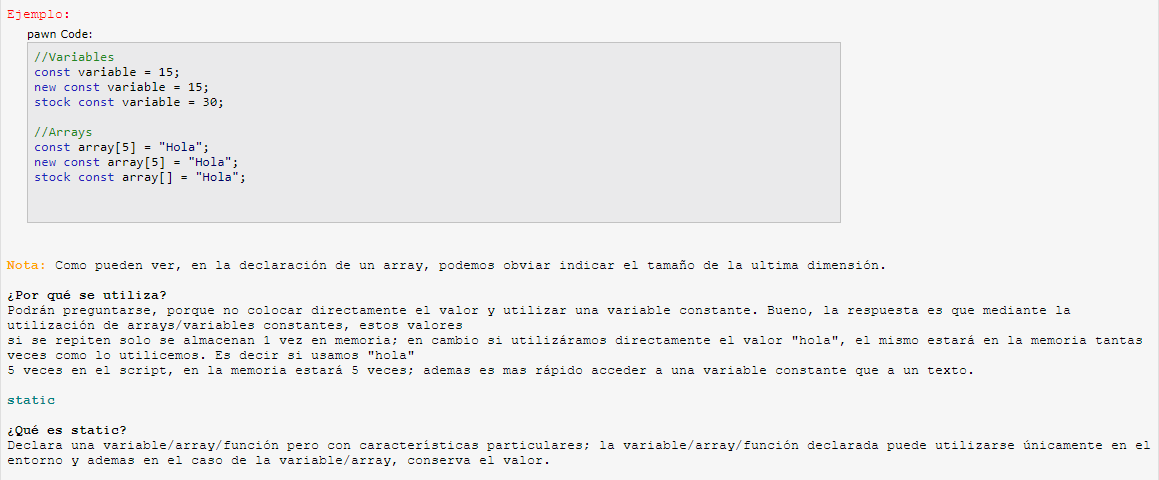 Ejemplo:
pawn Code:
//Variables
const variable = 15;
new const variable = 15;
stock const variable = 30;
//Arrays
const array[5] = "Hola";
new const array[5] = "Hola";
stock const array[] = "Hola";
Nota: Como pueden ver, en la declaración de un array, podemos obviar indicar el tamaño de la ultima dimensión.
¿Por qué se utiliza?
Podrán preguntarse, porque no colocar directamente el valor y utilizar una variable constante. Bueno, la respuesta es que mediante la
utilización de arrays/variables constantes, estos valores
si se repiten solo se almacenan 1 vez en memoria; en cambio si utilizáramos directamente el valor "hola", el mismo estará en la memoria tantas
veces como lo utilicemos. Es decir si usamos "hola"
5 veces en el script, en la memoria estará 5 veces; ademas es mas rápido acceder a una variable constante que a un texto.
static
¿Qué es static?
Declara una variable/array/función pero con características particulares; la variable/array/función declarada puede utilizarse únicamente en el
entorno y ademas en el caso de la variable/array, conserva el valor.